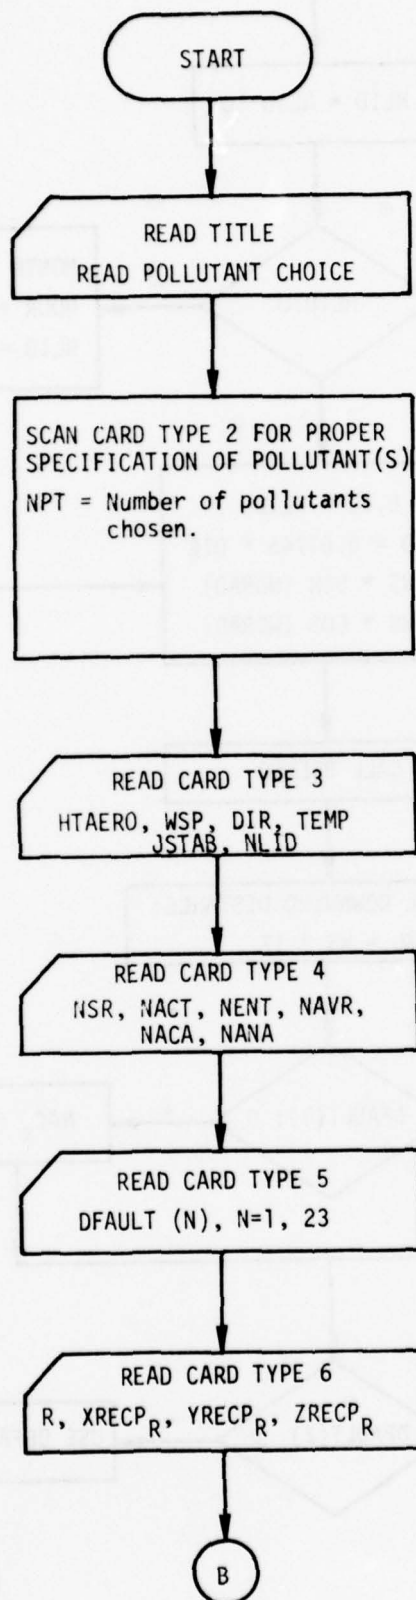 START
READ TITLE
READ POLLUTANT CHOICE
SCAN CARD TYPE 2 FOR PROPER
SPECIFICATION OF POLLUTANT(S)
NPT = Number of pollutants
chosen.
READ CARD TYPE 3
HTAERO, WSP, DIR, TEMP
JSTAB, NLID
READ CARD TYPE 4
NSR, NACT, NENT, NAVR,
NACA, NANA
READ CARD TYPE 5
DFAULT (N), N=1, 23
READ CARD TYPE 6
R, XRECP_R, YRECP_R, ZRECP_R
B